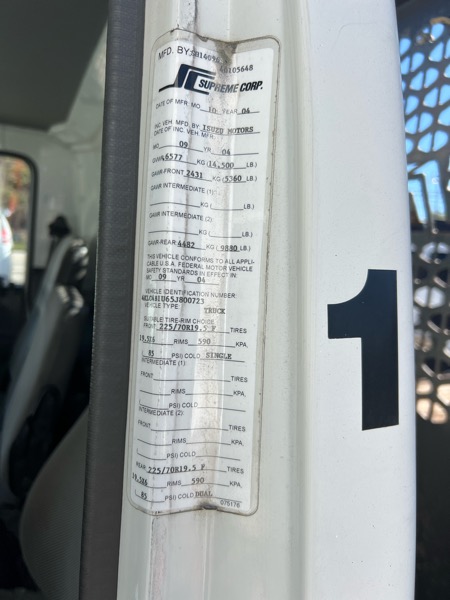 MFD. BY:
40105648
SUPREME CORP.
DATE OF MFR. MO. 10 YEAR 04
INC. VEH. MFD. BY: ISUZU MOTORS
DATE OF INC. VEH. MFR.
MO. 09 YR. 04
GVWR 6577 KG (14,500 LB.)
GAWR-FRONT 2431 KG (5360 LB.)
GAWR INTERMEDIATE (1):
KG ( LB.)
GAWR INTERMEDIATE (2):
KG ( LB.)
GAWR-REAR 4482 KG (9880 LB.)
THIS VEHICLE CONFORMS TO ALL APPLI-
CABLE U.S.A. FEDERAL MOTOR VEHICLE
SAFETY STANDARDS IN EFFECT IN
MO. 09 YR 04
VEHICLE IDENTIFICATION NUMBER:
VEHICLE TYPE: TRUCK
SUITABLE TIRE-RIM CHOICE
FRONT 225/70R19.5 F TIRES
RIMS 590 KPA.
( 85 PSI) COLD SINGLE
INTERMEDIATE (1):
FRONT TIRES
RIMS KPA.
PSI) COLD
INTERMEDIATE (2):
TIRES
RIMS KPA.
PSI) COLD
REAR 225/70R19.5 F TIRES
RIMS 590 KPA.
( 85 PSI) COLD DUAL
075176
1